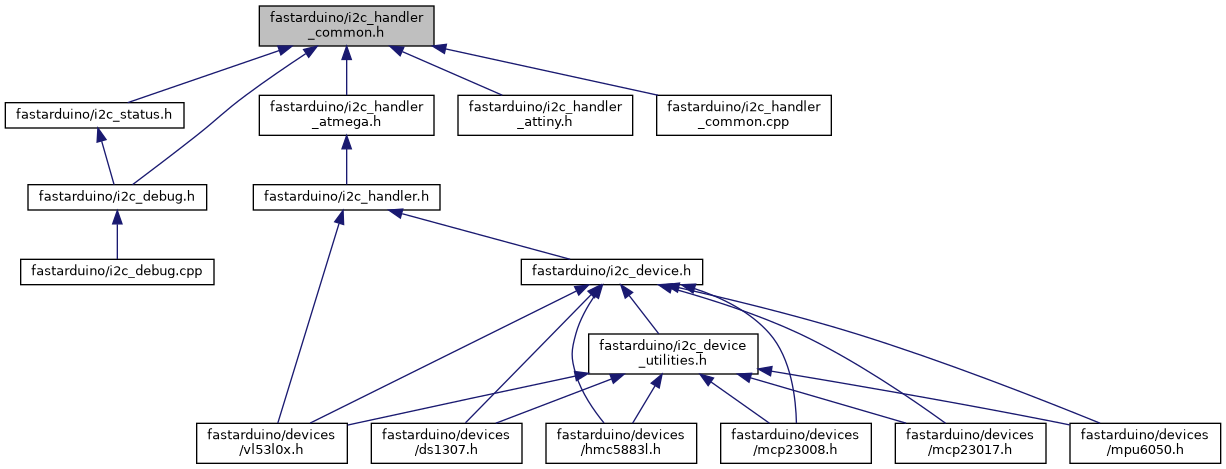 fastarduino/i2c_handler
_common.h
fastarduino/i2c_status.h
fastarduino/i2c_handler
_atmega.h
fastarduino/i2c_handler
_attiny.h
fastarduino/i2c_handler
_common.cpp
fastarduino/i2c_debug.h
fastarduino/i2c_handler.h
fastarduino/i2c_debug.cpp
fastarduino/i2c_device.h
fastarduino/i2c_device
_utilities.h
fastarduino/devices
/vl53l0x.h
fastarduino/devices
/ds1307.h
fastarduino/devices
/hmc5883l.h
fastarduino/devices
/mcp23008.h
fastarduino/devices
/mcp23017.h
fastarduino/devices
/mpu6050.h